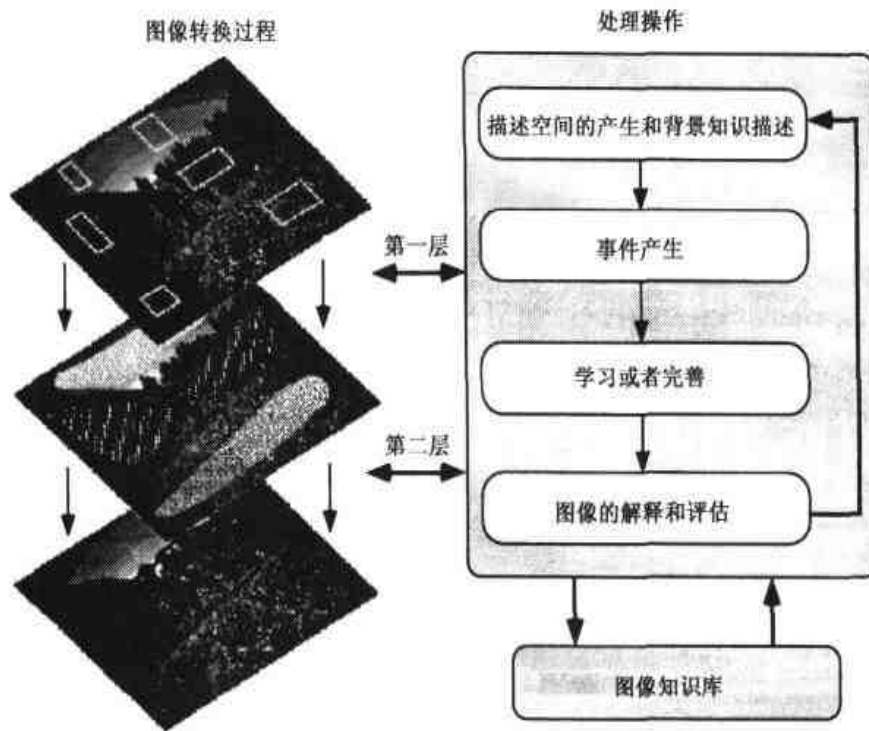 图像转换过程
处理操作
描述空间的产生和背景知识描述
第一层
事件产生
学习或者完善
第二层
图像的解释和评估
图像知识库